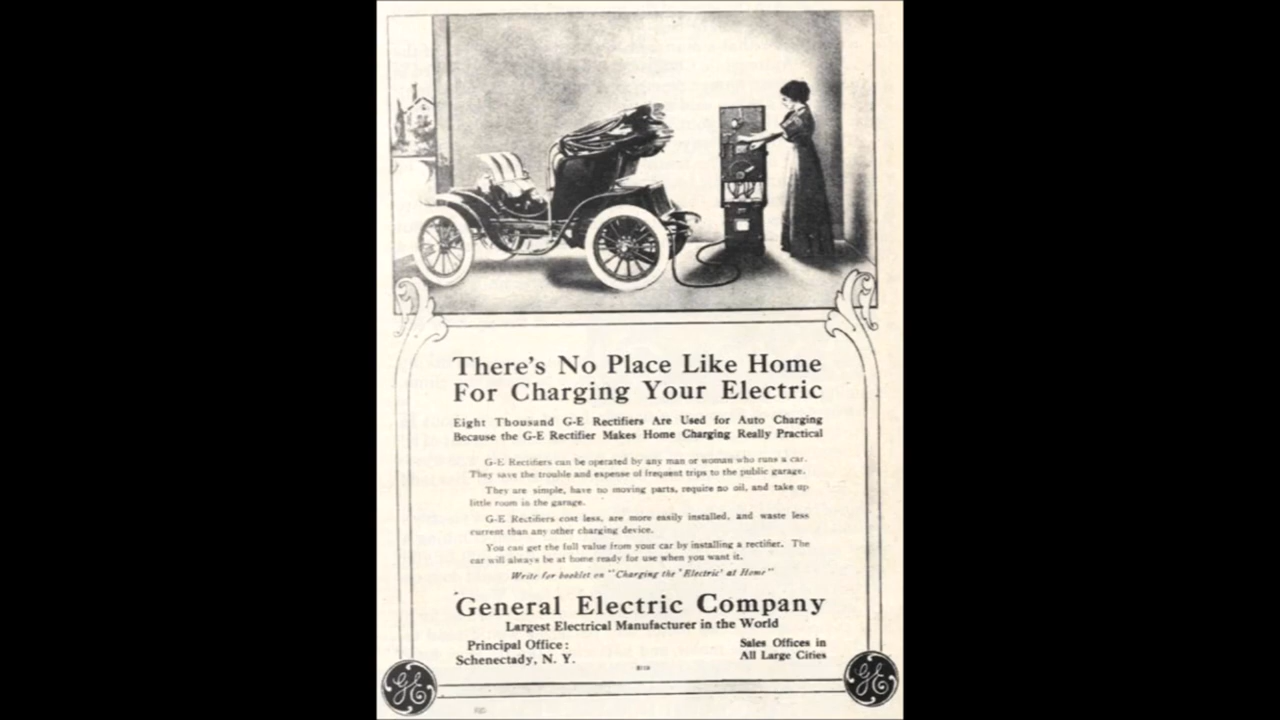 There's No Place Like Home
For Charging Your Electric
Eight Thousand G-E Rectifiers Are Used for Auto Charging
Because the G-E Rectifier Makes Home Charging Really Practical
G-E Rectifiers can be operated by any man or woman who runs a car.
They save the trouble and expense of frequent trips to the public garage.
They are simple, have no moving parts, require no oil, and take up
little room in the garage.
G-E Rectifiers cost less, are more easily installed, and waste less
current than any other charging device.
You can get the full value from your car by installing a rectifier. The
car will always be at home ready for use when you want it.
Write for booklet on "Charging the 'Electric' at Home"
General Electric Company
Largest Electrical Manufacturer in the World
Principal Office:
Schenectady, N. Y.
Sales Offices in
All Large Cities
GE
GE